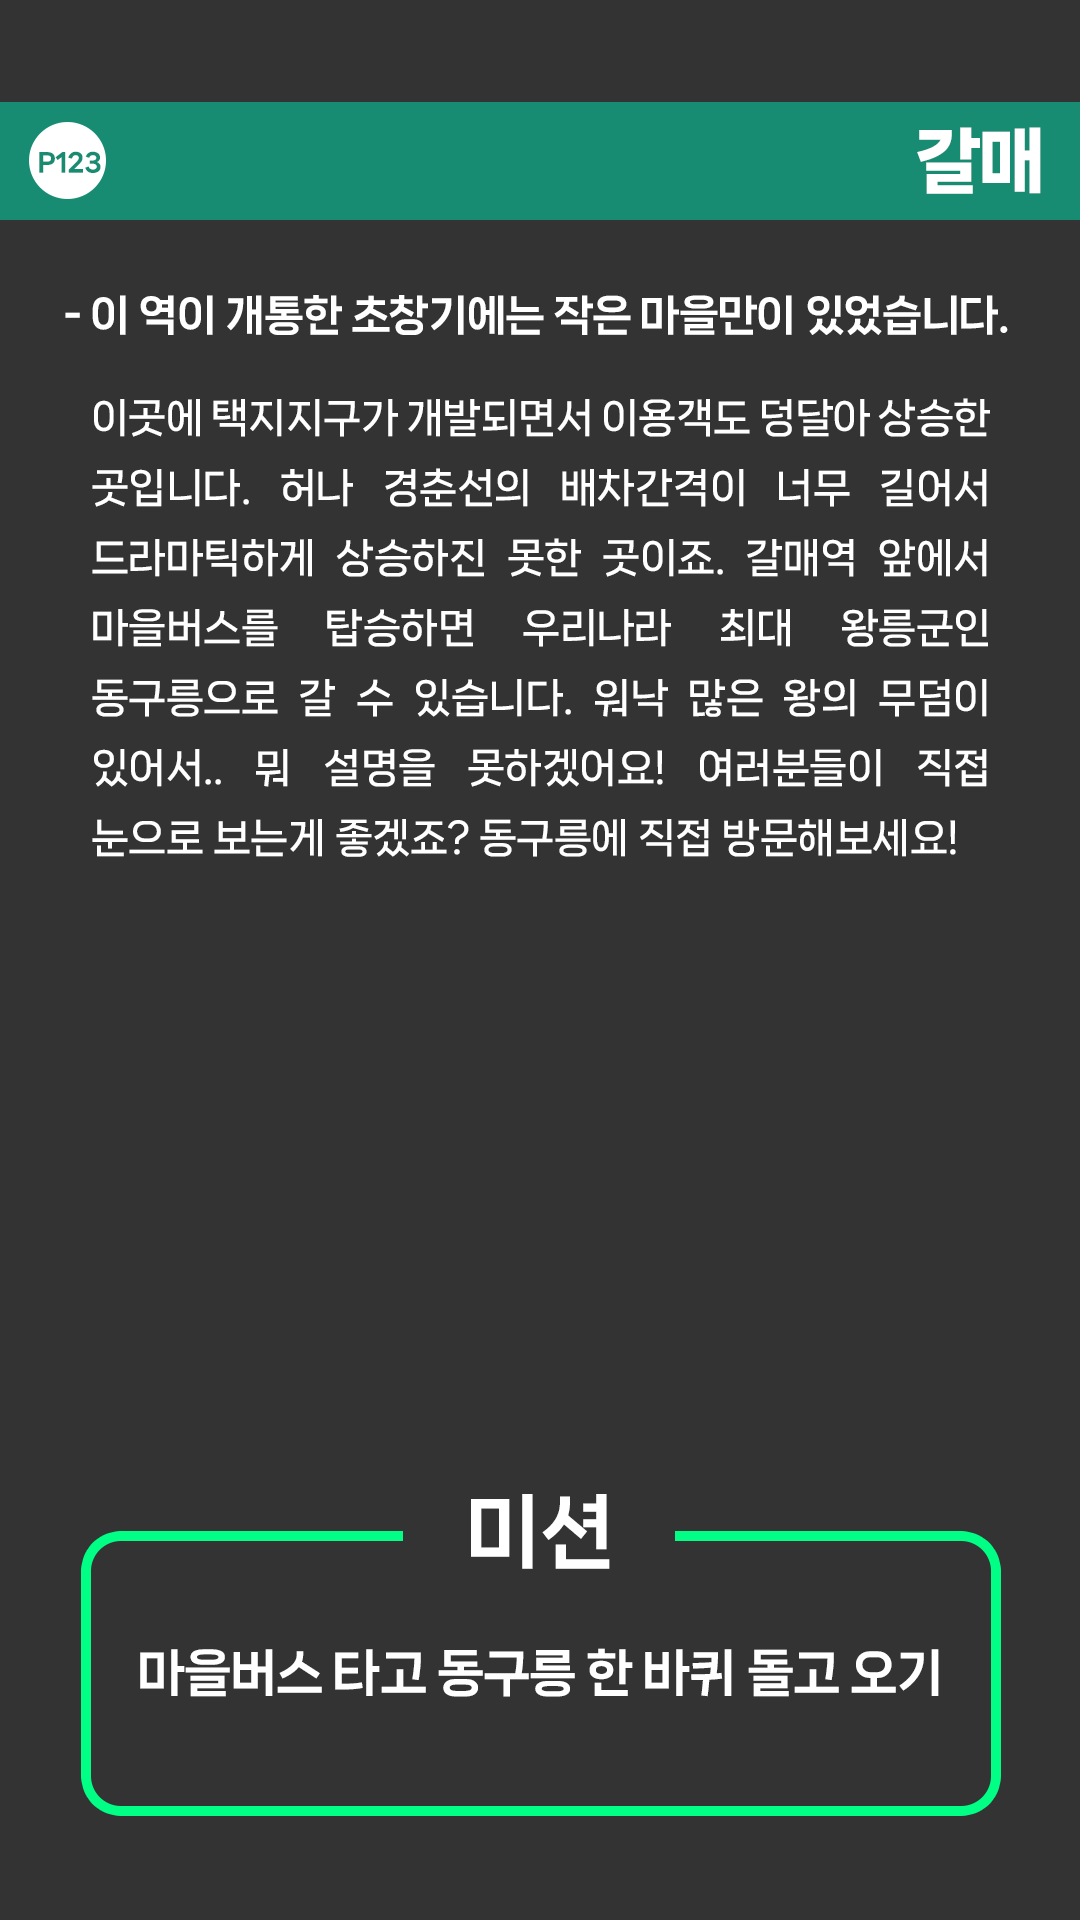 P123
갈매
- 이 역이 개통한 초창기에는 작은 마을만이 있었습니다.
이곳에 택지지구가 개발되면서 이용객도 덩달아 상승한
곳입니다. 허나 경춘선의 배차간격이 너무 길어서
드라마틱하게 상승하진 못한 곳이죠. 갈매역 앞에서
마을버스를 탑승하면 우리나라 최대 왕릉군인
동구릉으로 갈 수 있습니다. 워낙 많은 왕의 무덤이
있어서.. 뭐 설명을 못하겠어요! 여러분들이 직접
눈으로 보는게 좋겠죠? 동구릉에 직접 방문해보세요!
미션
마을버스 타고 동구릉 한 바퀴 돌고 오기